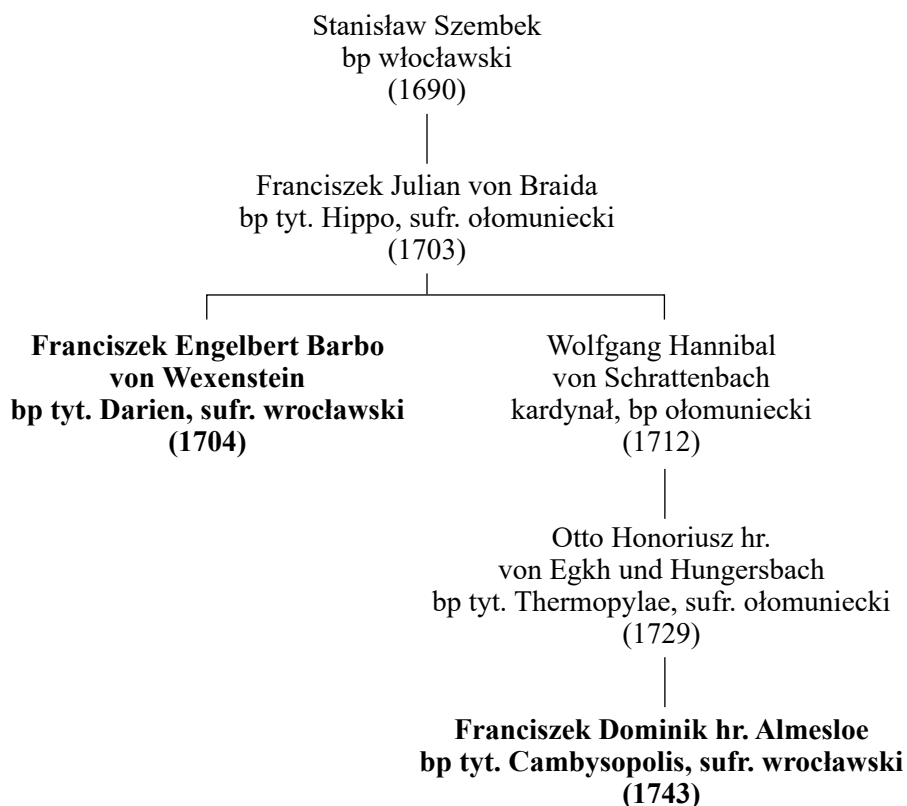 Stanisław Szembek
bp włocławski
(1690)
Franciszek Julian von Braida
bp tyt. Hippo, sufr. ołomuniecki
(1703)
Franciszek Engelbert Barbo
von Wexenstein
bp tyt. Darien, sufr. wrocławski
(1704)
Wolfgang Hannibal
von Schrattenbach
kardynał, bp ołomuniecki
(1712)
Otto Honoriusz hr.
von Egkh und Hungersbach
bp tyt. Thermopylae, sufr. ołomuniecki
(1729)
Franciszek Dominik hr. Almesloe
bp tyt. Cambysopolis, sufr. wrocławski
(1743)